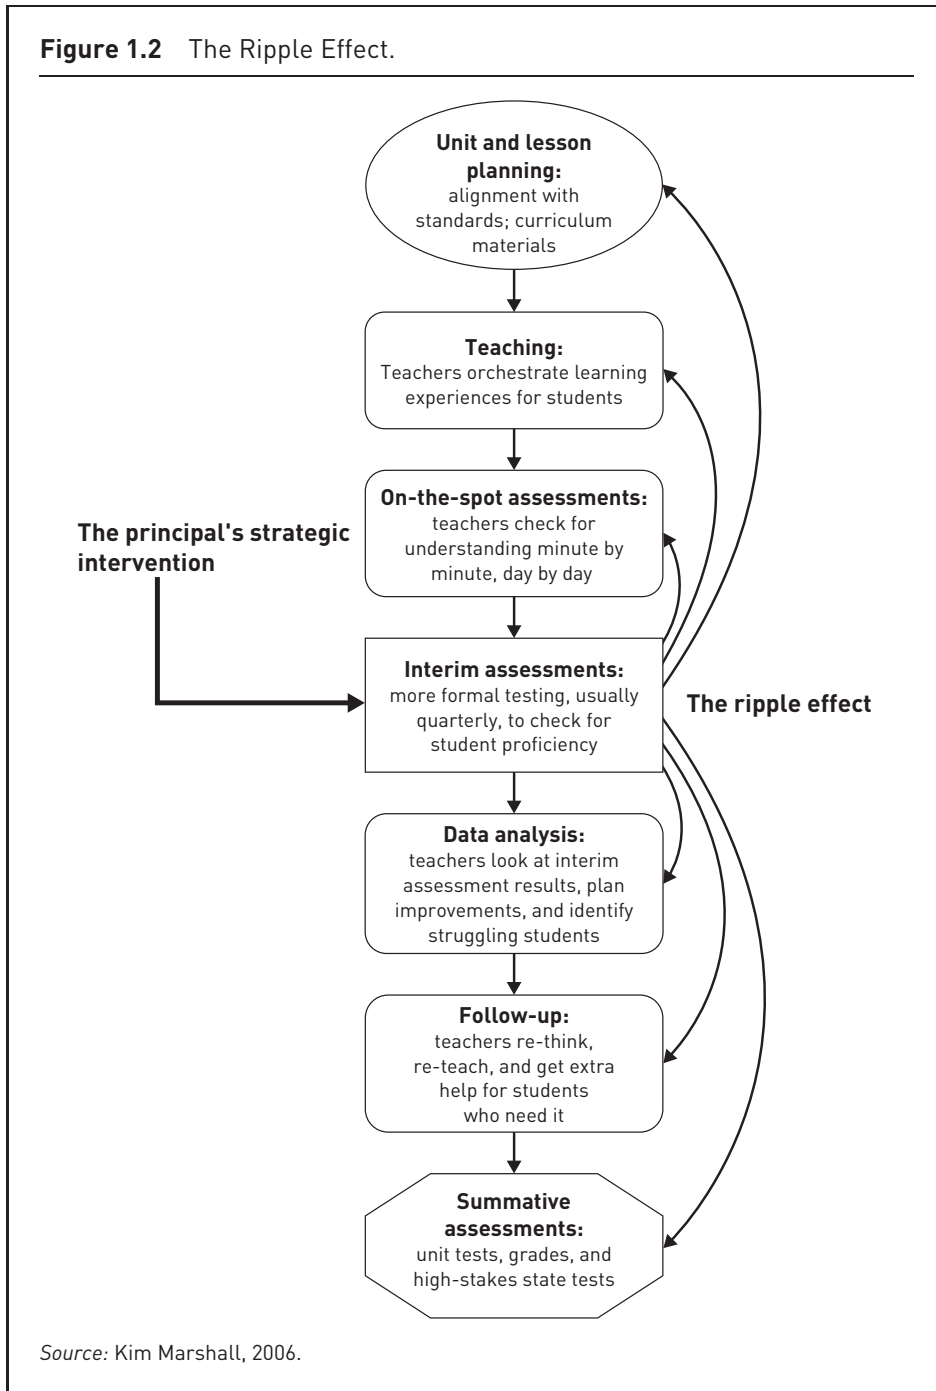 Figure 1.2 The Ripple Effect.
Unit and lesson
planning:
alignment with
standards; curriculum
materials
Teaching:
Teachers orchestrate learning
experiences for students
On-the-spot assessments:
teachers check for
understanding minute by
minute, day by day
The principal's strategic
intervention
Interim assessments:
more formal testing, usually
quarterly, to check for
student proficiency
The ripple effect
Data analysis:
teachers look at interim
assessment results, plan
improvements, and identify
struggling students
Follow-up:
teachers re-think,
re-teach, and get extra
help for students
who need it
Summative
assessments:
unit tests, grades, and
high-stakes state tests
Source: Kim Marshall, 2006.